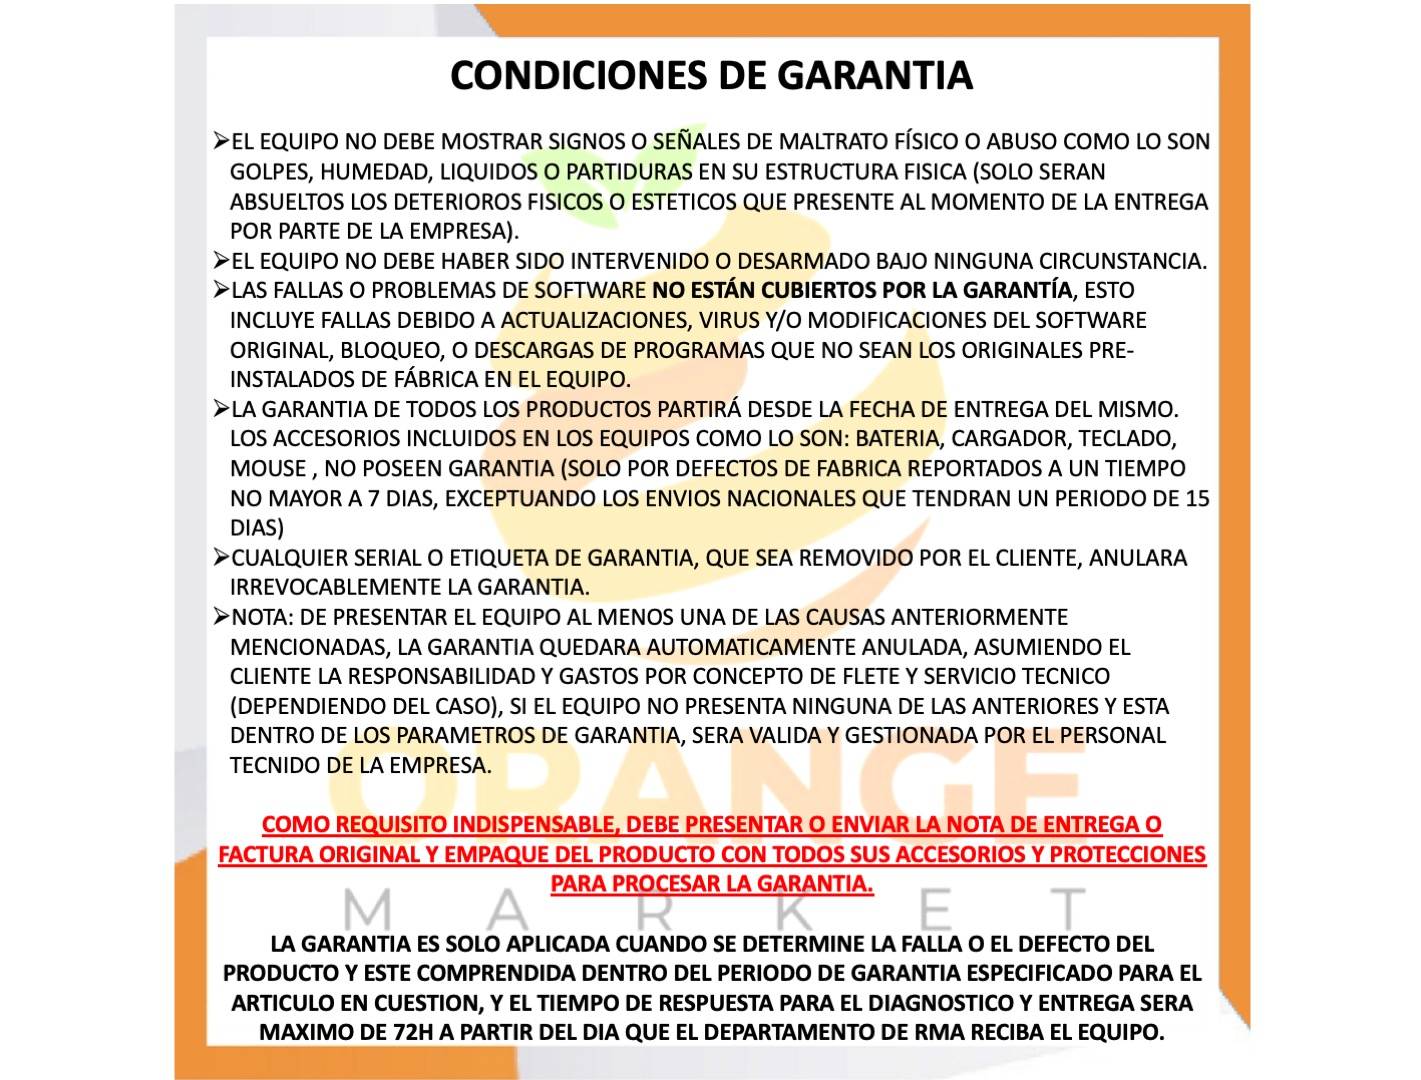 CONDICIONES DE GARANTIA
➢EL EQUIPO NO DEBE MOSTRAR SIGNOS O SEÑALES DE MALTRATO FÍSICO O ABUSO COMO LO SON
GOLPES, HUMEDAD, LIQUIDOS O PARTIDURAS EN SU ESTRUCTURA FISICA (SOLO SERAN
ABSUELTOS LOS DETERIOROS FISICOS O ESTETICOS QUE PRESENTE AL MOMENTO DE LA ENTREGA
POR PARTE DE LA EMPRESA).
➢EL EQUIPO NO DEBE HABER SIDO INTERVENIDO O DESARMADO BAJO NINGUNA CIRCUNSTANCIA.
➢LAS FALLAS O PROBLEMAS DE SOFTWARE NO ESTÁN CUBIERTOS POR LA GARANTÍA, ESTO
INCLUYE FALLAS DEBIDO A ACTUALIZACIONES, VIRUS Y/O MODIFICACIONES DEL SOFTWARE
ORIGINAL, BLOQUEO, O DESCARGAS DE PROGRAMAS QUE NO SEAN LOS ORIGINALES PRE-
INSTALADOS DE FÁBRICA EN EL EQUIPO.
➢LA GARANTIA DE TODOS LOS PRODUCTOS PARTIRÁ DESDE LA FECHA DE ENTREGA DEL MISMO.
LOS ACCESORIOS INCLUIDOS EN LOS EQUIPOS COMO LO SON: BATERIA, CARGADOR, TECLADO,
MOUSE , NO POSEEN GARANTIA (SOLO POR DEFECTOS DE FABRICA REPORTADOS A UN TIEMPO
NO MAYOR A 7 DIAS, EXCEPTUANDO LOS ENVIOS NACIONALES QUE TENDRAN UN PERIODO DE 15
DIAS)
➢CUALQUIER SERIAL O ETIQUETA DE GARANTIA, QUE SEA REMOVIDO POR EL CLIENTE, ANULARA
IRREVOCABLEMENTE LA GARANTIA.
➢NOTA: DE PRESENTAR EL EQUIPO AL MENOS UNA DE LAS CAUSAS ANTERIORMENTE
MENCIONADAS, LA GARANTIA QUEDARA AUTOMATICAMENTE ANULADA, ASUMIENDO EL
CLIENTE LA RESPONSABILIDAD Y GASTOS POR CONCEPTO DE FLETE Y SERVICIO TECNICO
(DEPENDIENDO DEL CASO), SI EL EQUIPO NO PRESENTA NINGUNA DE LAS ANTERIORES Y ESTA
DENTRO DE LOS PARAMETROS DE GARANTIA, SERA VALIDA Y GESTIONADA POR EL PERSONAL
TECNIDO DE LA EMPRESA.
ORANGE
COMO REQUISITO INDISPENSABLE, DEBE PRESENTAR O ENVIAR LA NOTA DE ENTREGA O
FACTURA ORIGINAL Y EMPAQUE DEL PRODUCTO CON TODOS SUS ACCESORIOS Y PROTECCIONES
PARA PROCESAR LA GARANTIA.
MARKET
LA GARANTIA ES SOLO APLICADA CUANDO SE DETERMINE LA FALLA O EL DEFECTO DEL
PRODUCTO Y ESTE COMPRENDIDA DENTRO DEL PERIODO DE GARANTIA ESPECIFICADO PARA EL
ARTICULO EN CUESTION, Y EL TIEMPO DE RESPUESTA PARA EL DIAGNOSTICO Y ENTREGA SERA
MAXIMO DE 72H A PARTIR DEL DIA QUE EL DEPARTAMENTO DE RMA RECIBA EL EQUIPO.